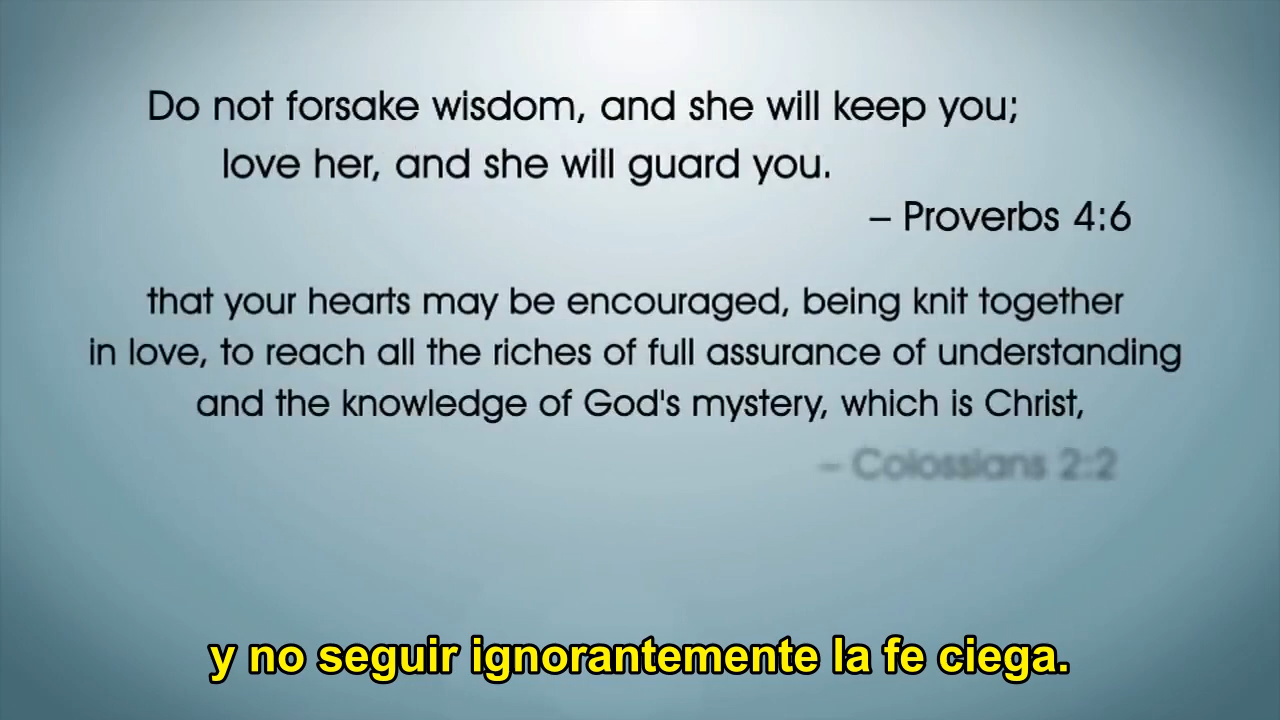 Do not forsake wisdom, and she will keep you;
love her, and she will guard you.
– Proverbs 4:6
that your hearts may be encouraged, being knit together
in love, to reach all the riches of full assurance of understanding
and the knowledge of God's mystery, which is Christ,
– Colossians 2:2
y no seguir ignorantemente la fe ciega.